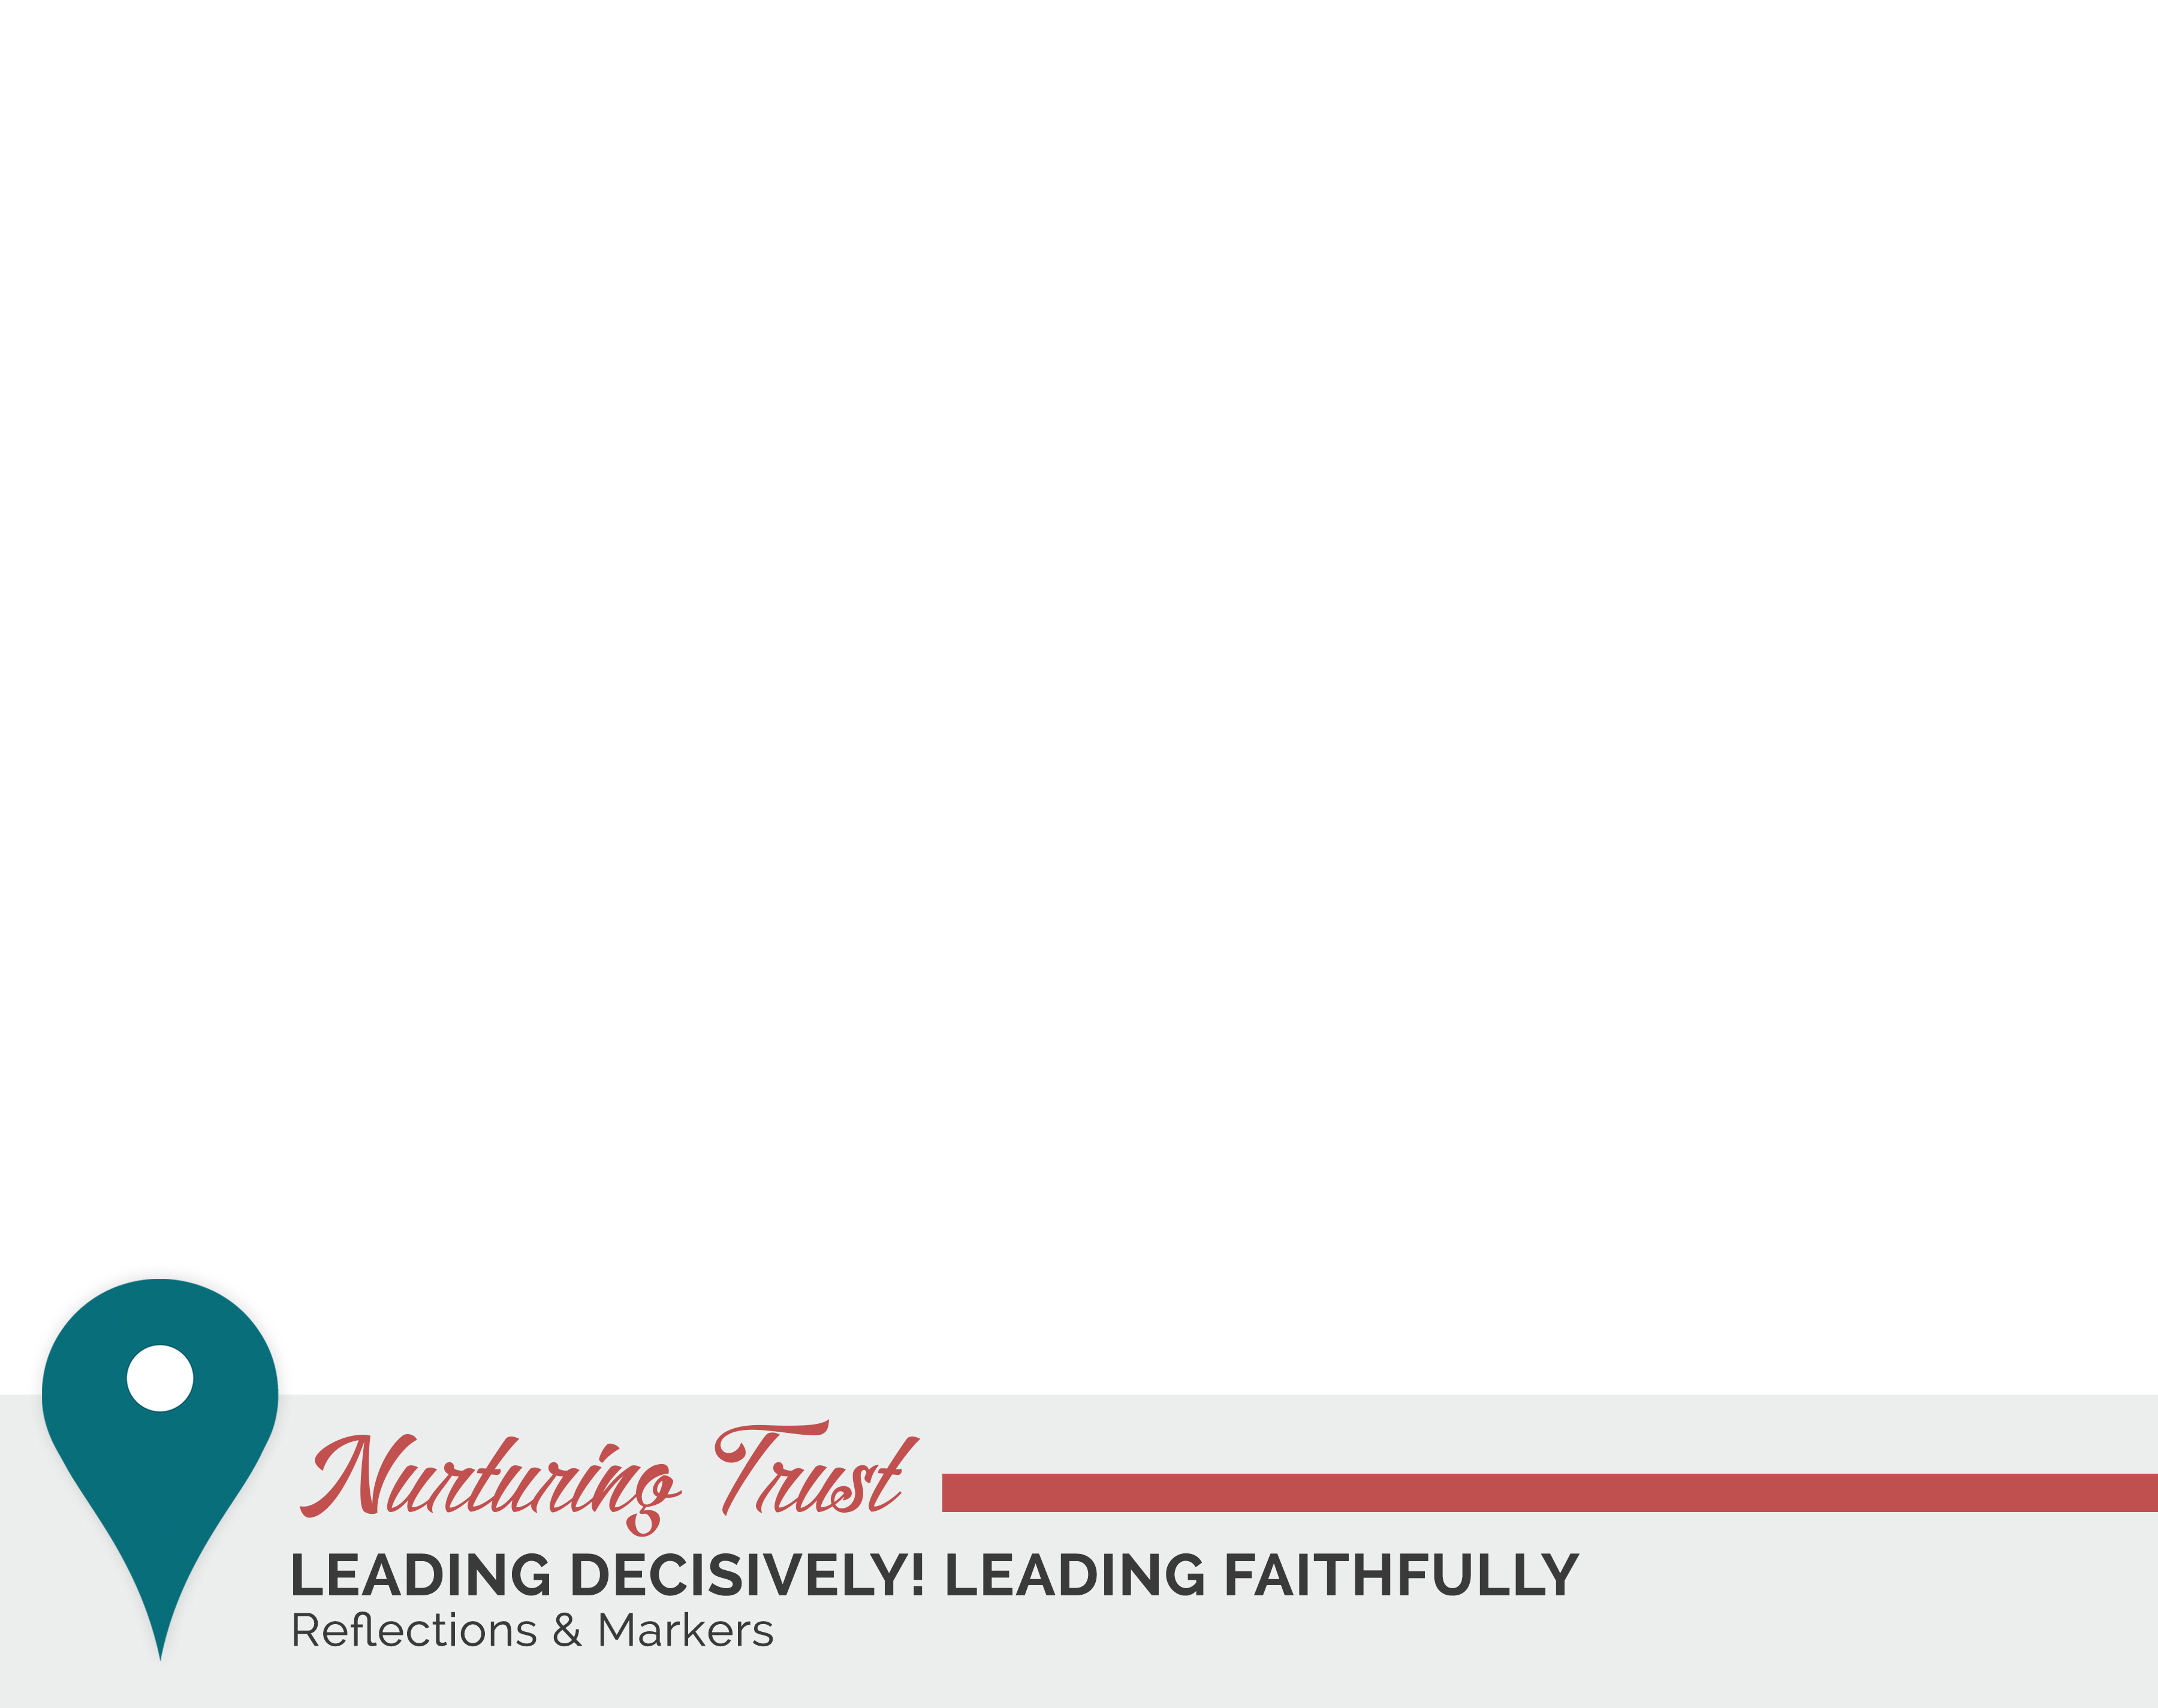 Nurturing Trust
LEADING DECISIVELY! LEADING FAITHFULLY
Reflections & Markers